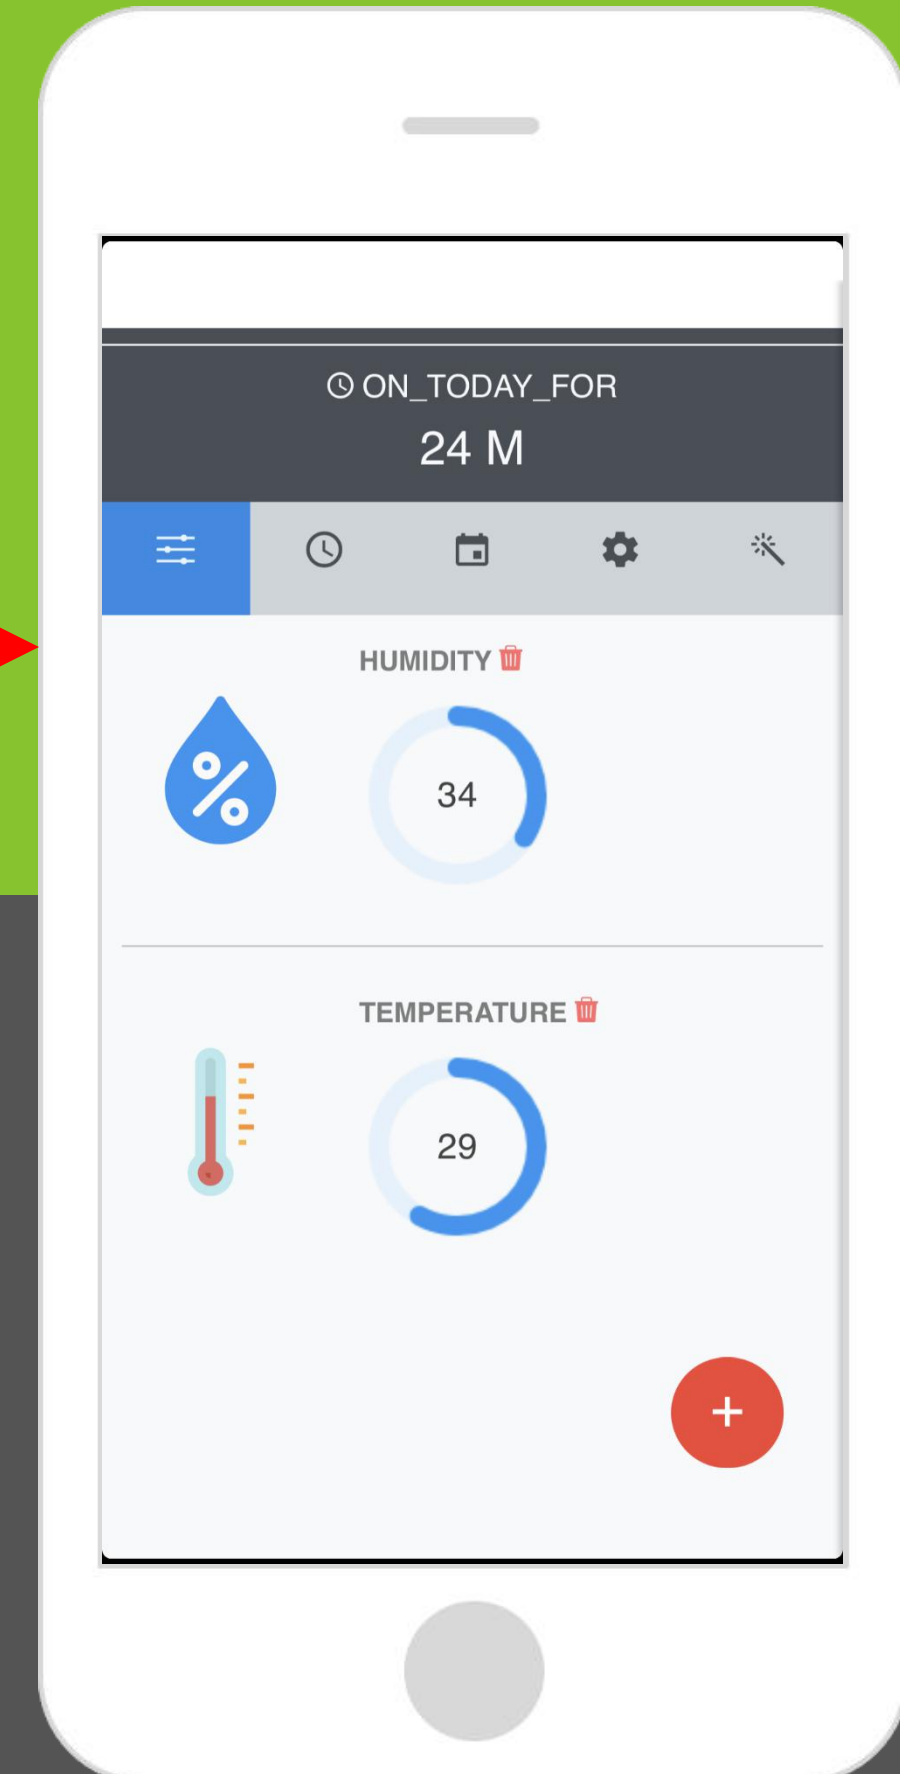 ON_TODAY_FOR
24 M
HUMIDITY
%
34
TEMPERATURE
29
+